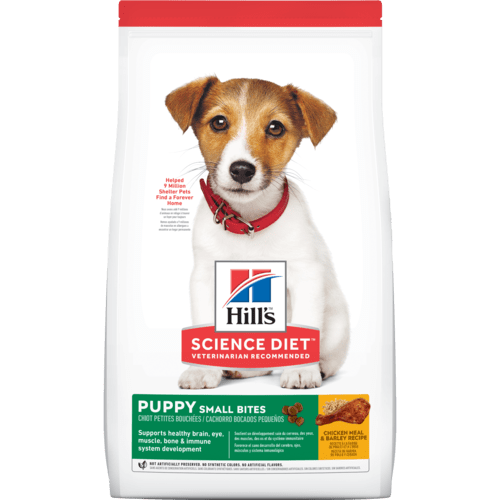 Helped
9 Million
Shelter Pets
Find a Forever
Home
Hill's
SCIENCE DIET™
VETERINARIAN RECOMMENDED
PUPPY SMALL BITES
CHIOT PETITES BOUCHÉES / CACHORRO BOCADOS PEQUEÑOS
Supports healthy brain, eye,
muscle, bone & immune
system development
CHICKEN MEAL
& BARLEY RECIPE
NOT ARTIFICIALLY PRESERVED. NO SYNTHETIC COLORS. NO ARTIFICIAL FLAVORS.